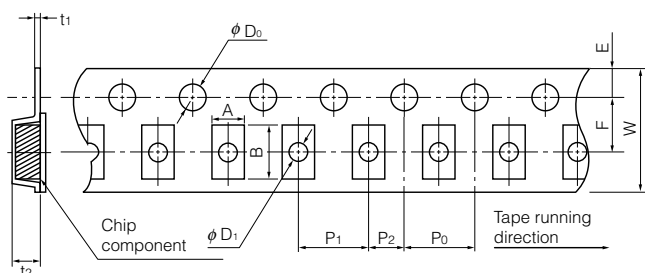 t₁
ϕ D₀
E
A
B
F
W
Chip
component
ϕ D₁
P₁
P₂
P₀
Tape running
direction
t₂